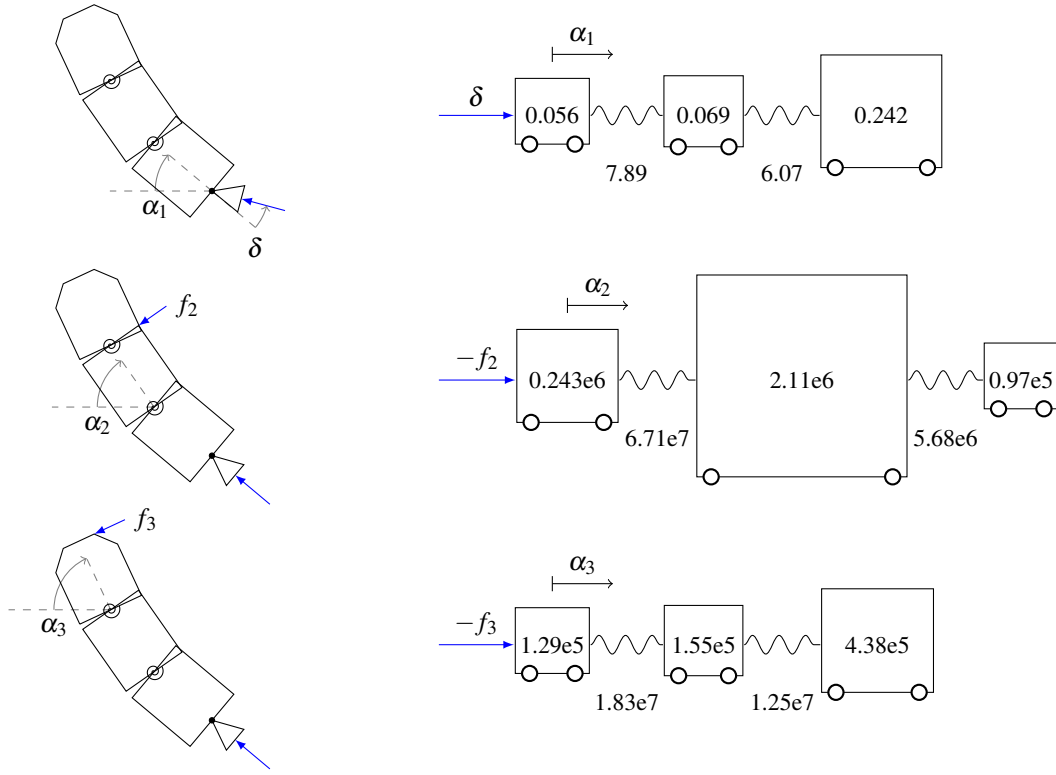 α₁
δ
α₁
δ
0.056
0.069
0.242
7.89
6.07
f₂
α₂
α₂
−f₂
0.243e6
2.11e6
0.97e5
6.71e7
5.68e6
f₃
α₃
α₃
−f₃
1.29e5
1.55e5
4.38e5
1.83e7
1.25e7